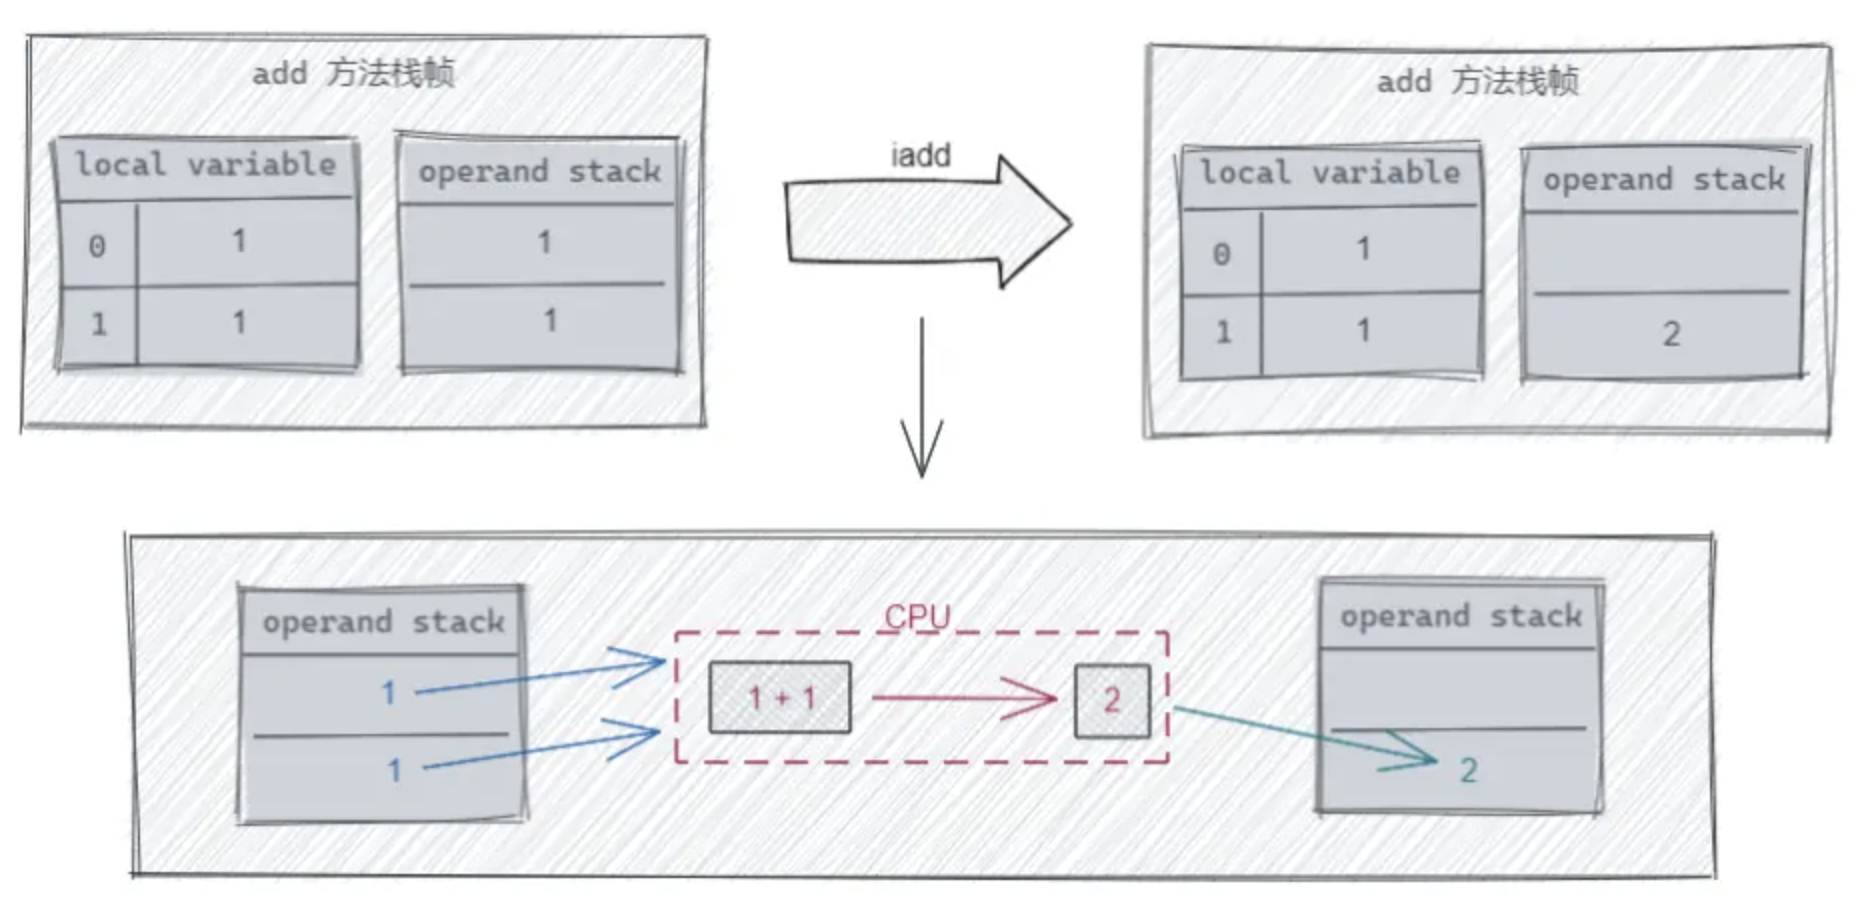 add 方法栈帧
local variable
0 1
1 1
operand stack
1
1
iadd
add 方法栈帧
local variable
0 1
1 1
operand stack
2
operand stack
1
1
CPU
1 + 1
2
operand stack
2